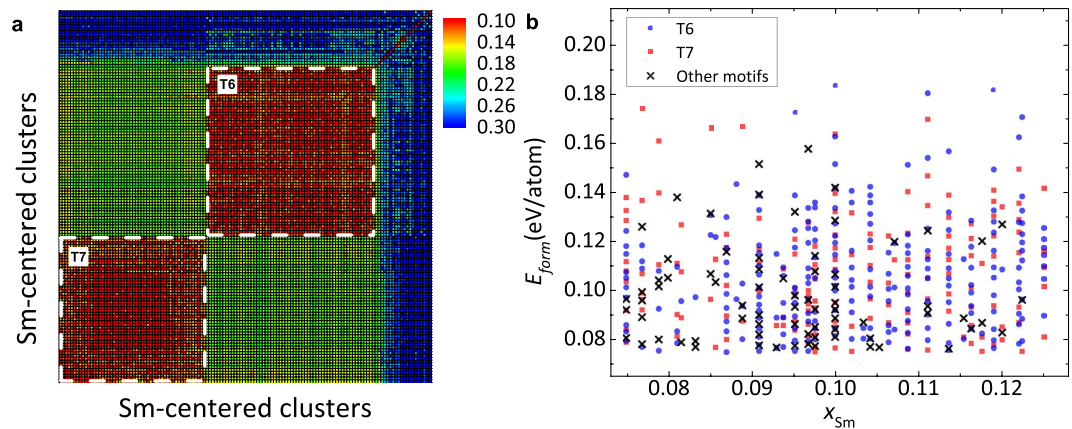 a
T6
T7
Sm-centered clusters
Sm-centered clusters
0.10
0.14
0.18
0.22
0.26
0.30
b
T6
T7
Other motifs
0.20
0.18
0.16
0.14
0.12
0.10
0.08
E_form(eV/atom)
0.08
0.09
0.10
0.11
0.12
x_Sm